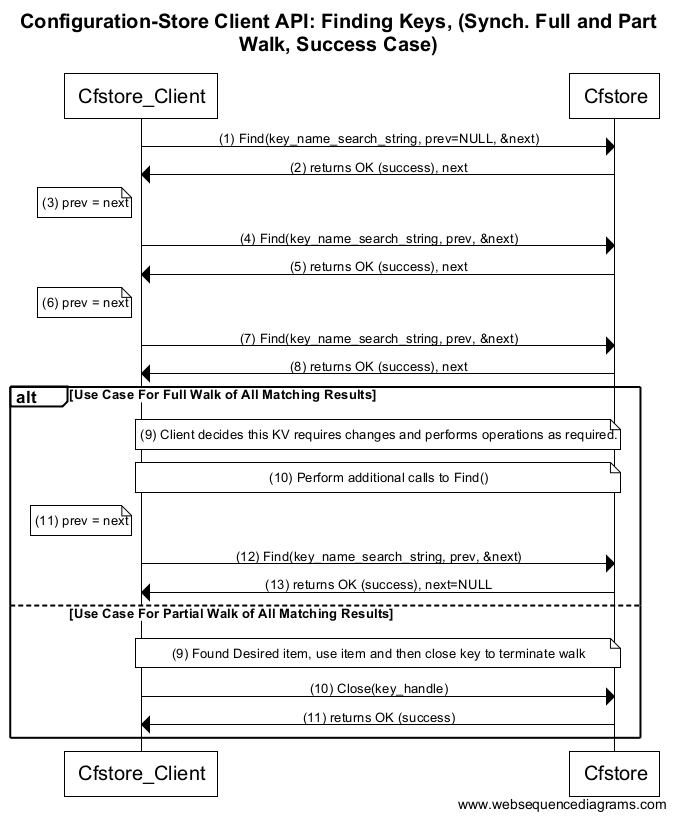 Configuration-Store Client API: Finding Keys, (Synch. Full and Part
Walk, Success Case)
Cfstore_Client
Cfstore
(1) Find(key_name_search_string, prev=NULL, &next)
(2) returns OK (success), next
(3) prev = next
(4) Find(key_name_search_string, prev, &next)
(5) returns OK (success), next
(6) prev = next
(7) Find(key_name_search_string, prev, &next)
(8) returns OK (success), next
alt
[Use Case For Full Walk of All Matching Results]
(9) Client decides this KV requires changes and performs operations as required.
(10) Perform additional calls to Find()
(11) prev = next
(12) Find(key_name_search_string, prev, &next)
(13) returns OK (success), next=NULL
[Use Case For Partial Walk of All Matching Results]
(9) Found Desired item, use item and then close key to terminate walk
(10) Close(key_handle)
(11) returns OK (success)
Cfstore_Client
Cfstore
www.websequencediagrams.com